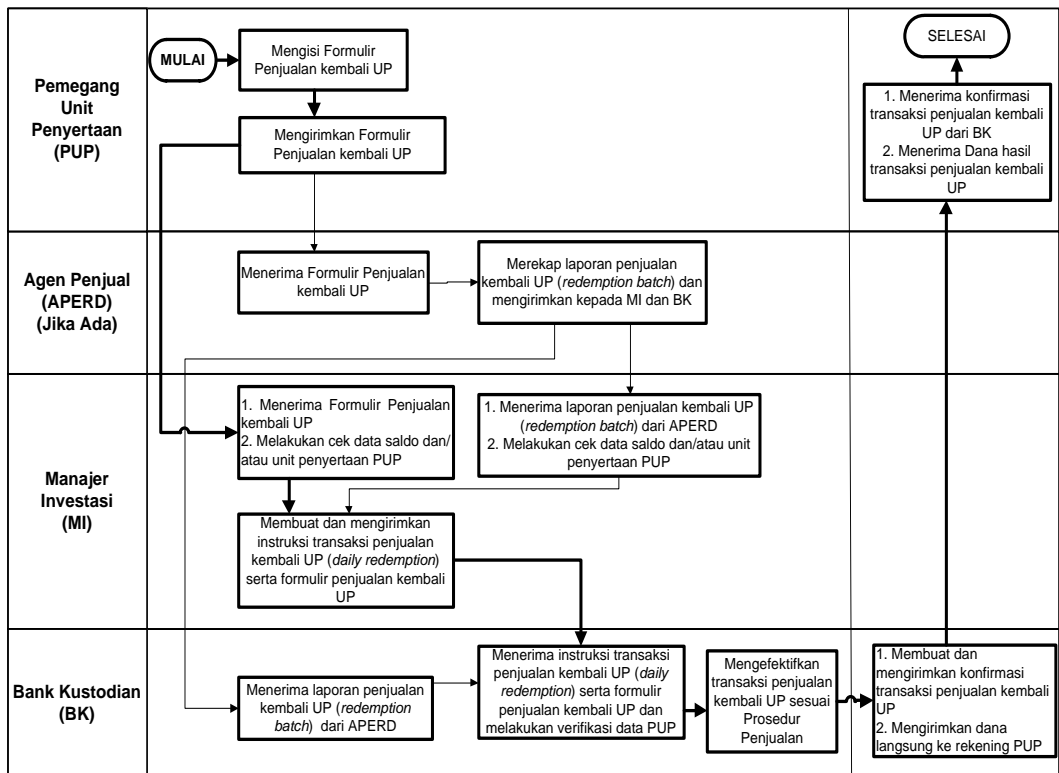 Pemegang
Unit
Penyertaan
(PUP)
MULAI
Mengisi Formulir
Penjualan kembali UP
Mengirimkan Formulir
Penjualan kembali UP
SELESAI
1. Menerima konfirmasi
transaksi penjualan kembali
UP dari BK
2. Menerima Dana hasil
transaksi penjualan kembali
UP
Agen Penjual
(APERD)
(Jika Ada)
Menerima Formulir Penjualan
kembali UP
Merekap laporan penjualan
kembali UP (redemption batch) dan
mengirimkan kepada MI dan BK
Manajer
Investasi
(MI)
1. Menerima Formulir Penjualan
kembali UP
2. Melakukan cek data saldo dan/
atau unit penyertaan PUP
1. Menerima laporan penjualan kembali UP
(redemption batch) dari APERD
2. Melakukan cek data saldo dan/atau unit
penyertaan PUP
Membuat dan mengirimkan
instruksi transaksi penjualan
kembali UP (daily redemption)
serta formulir penjualan kembali
UP
Bank Kustodian
(BK)
Menerima laporan penjualan
kembali UP (redemption
batch) dari APERD
Menerima instruksi transaksi
penjualan kembali UP (daily
redemption) serta formulir
penjualan kembali UP dan
melakukan verifikasi data PUP
Mengefektifkan
transaksi penjualan
kembali UP sesuai
Prosedur
Penjualan
1. Membuat dan
mengirimkan konfirmasi
transaksi penjualan kembali
UP
2. Mengirimkan dana
langsung ke rekening PUP